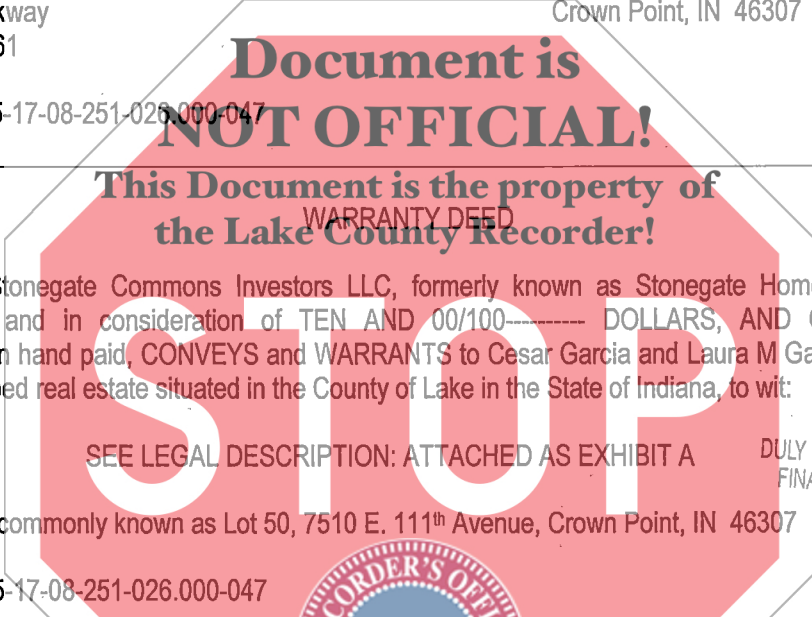 kway Crown Point, IN 46307
61
Document is
5-17-08-251-026.000-047
NOT OFFICIAL!
This Document is the property of
WARRANTY DEED
the Lake County Recorder!
Stonegate Commons Investors LLC, formerly known as Stonegate Hom
and in consideration of TEN AND 00/100---------- DOLLARS, AND
n hand paid, CONVEYS and WARRANTS to Cesar Garcia and Laura M Ga
ed real estate situated in the County of Lake in the State of Indiana, to wit:
STOP
SEE LEGAL DESCRIPTION: ATTACHED AS EXHIBIT A
DULY
FINA
commonly known as Lot 50, 7510 E. 111th Avenue, Crown Point, IN 46307
5-17-08-251-026.000-047
CORDER'S OFFI